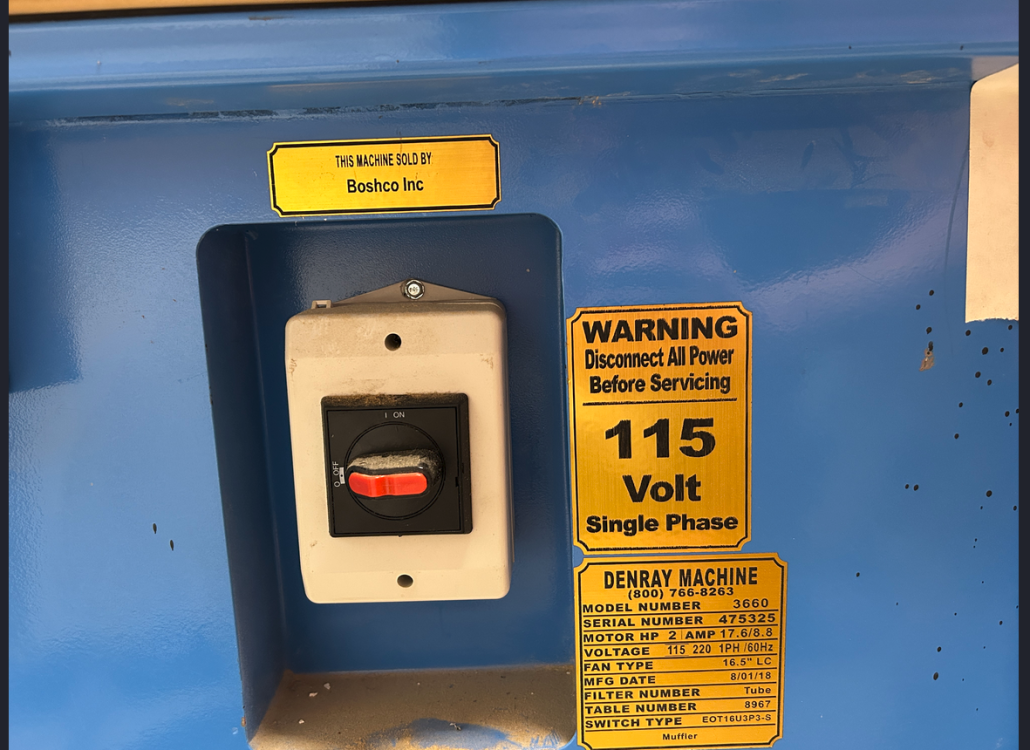 THIS MACHINE SOLD BY
Boshco Inc
I ON
O OFF
WARNING
Disconnect All Power
Before Servicing
115
Volt
Single Phase
DENRAY MACHINE
(800) 766-8263
MODEL NUMBER 3660
SERIAL NUMBER 475325
MOTOR HP 2 AMP 17.6/8.8
VOLTAGE 115 220 1PH /60Hz
FAN TYPE 16.5" LC
MFG DATE 8/01/18
FILTER NUMBER Tube
TABLE NUMBER 8967
SWITCH TYPE EOT16U3P3-S
Muffler